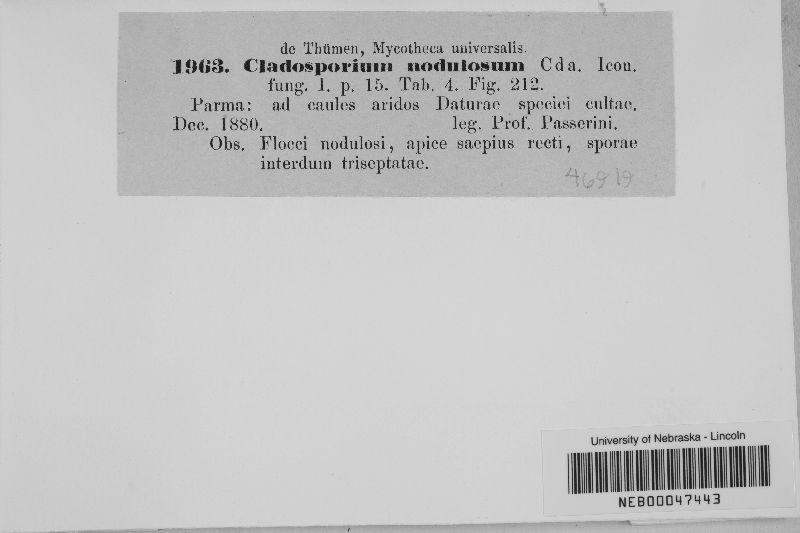 de Thümen, Mycotheca universalis.
1963. Cladosporium nodulosum Cda. Icon.
fung. I. p. 15. Tab. 4. Fig. 212.
Parma: ad caules aridos Daturae speciei cultae.
Dec. 1880. leg. Prof. Passerini.
Obs. Flocci nodulosi, apice saepius recti, sporae
interdum triseptatae.
46919
University of Nebraska - Lincoln
NEB00047443